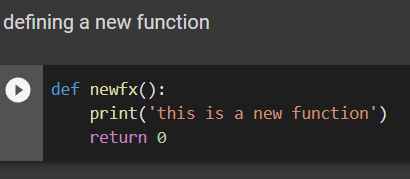 defining a new function
def newfx():
    print('this is a new function')
    return 0